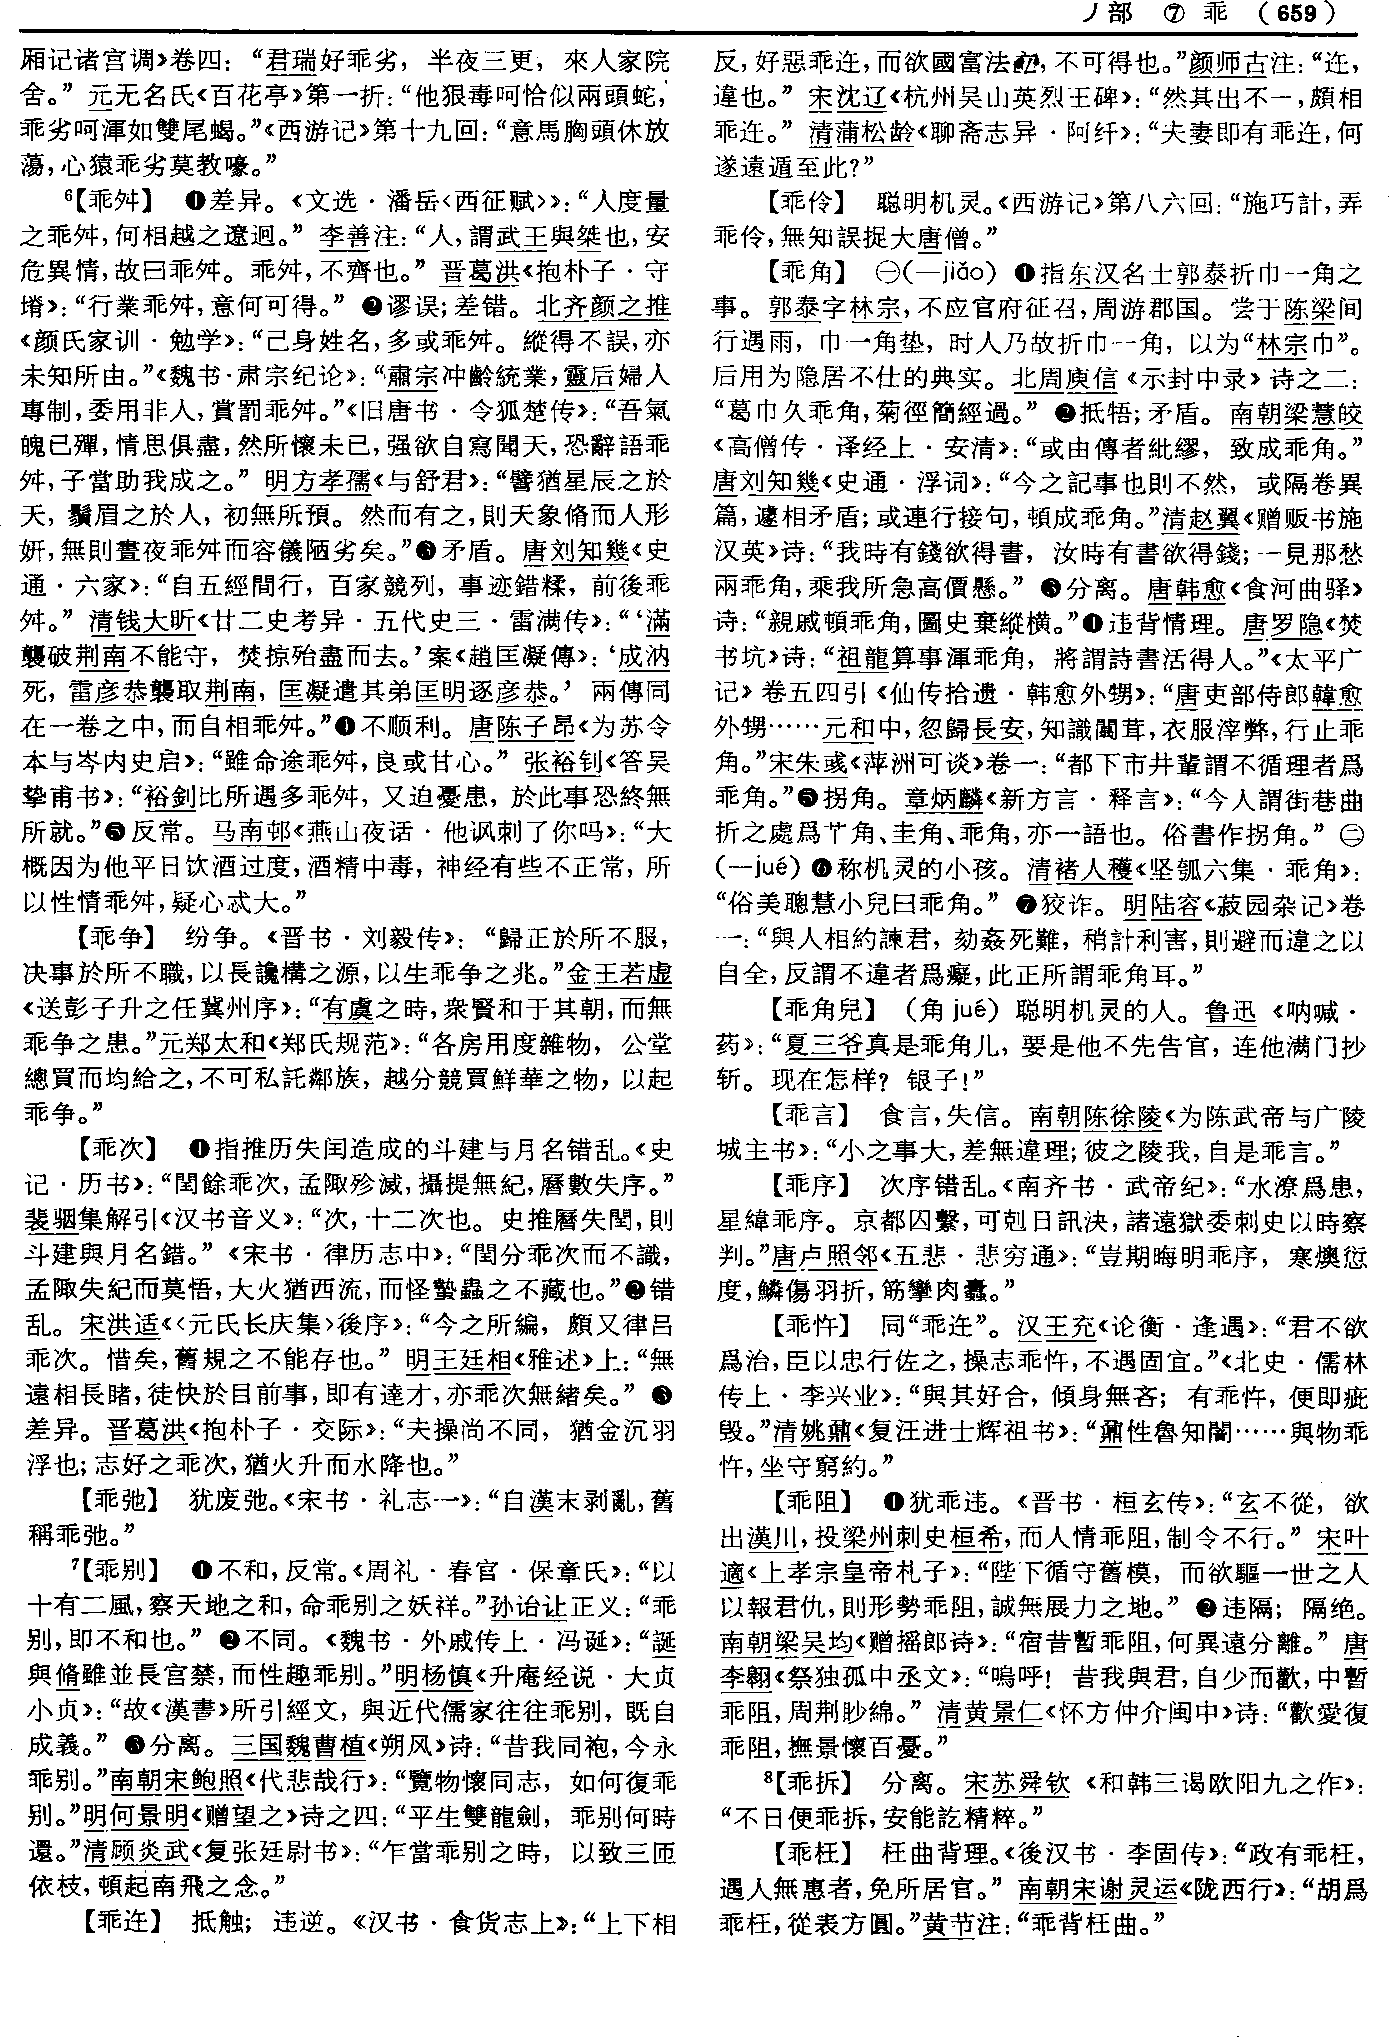 丿部 ⑦ 乖 （659）
厢记诸宫调》卷四：“君瑞好乖劣，半夜三更，來人家院
舍。”元无名氏《百花亭》第一折：“他狠毒呵恰似兩頭蛇，
乖劣呵渾如雙尾蝎。”《西游记》第十九回：“意馬胸頭休放
蕩，心猿乖劣莫教嚎。”
⁶【乖舛】 ❶差异。《文选·潘岳〈西征赋〉》：“人度量
之乖舛，何相越之遼迥。”李善注：“人，謂武王與桀也，安
危異情，故曰乖舛。乖舛，不齊也。”晋葛洪《抱朴子·守
塉》：“行業乖舛，意何可得。” ❷谬误；差错。北齐颜之推
《颜氏家训·勉学》：“己身姓名，多或乖舛。縱得不誤，亦
未知所由。”《魏书·肃宗纪论》：“肅宗冲齡統業，靈后婦人
專制，委用非人，賞罰乖舛。”《旧唐书·令狐楚传》：“吾氣
魄已殫，情思俱盡，然所懷未已，强欲自寫聞天，恐辭語乖
舛，子當助我成之。”明方孝孺《与舒君》：“譬猶星辰之於
天，鬚眉之於人，初無所預。然而有之，則天象脩而人形
妍，無則晝夜乖舛而容儀陋劣矣。”❸矛盾。唐刘知幾《史
通·六家》：“自五經間行，百家競列，事迹錯糅，前後乖
舛。”清钱大昕《廿二史考异·五代史三·雷满传》：“‘滿
襲破荆南不能守，焚掠殆盡而去。’案《趙匡凝傳》：‘成汭
死，雷彦恭襲取荆南，匡凝遣其弟匡明逐彦恭。’兩傳同
在一卷之中，而自相乖舛。”❹不顺利。唐陈子昂《为苏令
本与岑内史启》：“雖命途乖舛，良或甘心。”张裕钊《答吴
挚甫书》：“裕釗比所遇多乖舛，又迫憂患，於此事恐終無
所就。”❺反常。马南邨《燕山夜话·他讽刺了你吗》：“大
概因为他平日饮酒过度，酒精中毒，神经有些不正常，所
以性情乖舛，疑心忒大。”
【乖争】 纷争。《晋书·刘毅传》：“歸正於所不服，
决事於所不職，以長讒構之源，以生乖争之兆。”金王若虚
《送彭子升之任冀州序》：“有虞之時，衆賢和于其朝，而無
乖争之患。”元郑太和《郑氏规范》：“各房用度雜物，公堂
總買而均給之，不可私託鄰族，越分競買鮮華之物，以起
乖争。”
【乖次】 ❶指推历失闰造成的斗建与月名错乱。《史
记·历书》：“閏餘乖次，孟陬殄滅，攝提無紀，曆數失序。”
裴骃集解引《汉书音义》：“次，十二次也。史推曆失閏，則
斗建與月名錯。”《宋书·律历志中》：“閏分乖次而不識，
孟陬失紀而莫悟，大火猶西流，而怪蟄蟲之不藏也。”❷错
乱。宋洪适《〈元氏长庆集〉後序》：“今之所編，頗又律吕
乖次。惜矣，舊規之不能存也。”明王廷相《雅述》上：“無
遠相長睹，徒快於目前事，即有達才，亦乖次無緒矣。” ❸
差异。晋葛洪《抱朴子·交际》：“夫操尚不同，猶金沉羽
浮也；志好之乖次，猶火升而水降也。”
【乖弛】 犹废弛。《宋书·礼志一》：“自漢末剥亂，舊
稱乖弛。”
⁷【乖别】 ❶不和，反常。《周礼·春官·保章氏》：“以
十有二風，察天地之和，命乖别之妖祥。”孙诒让正义：“乖
别，即不和也。” ❷不同。《魏书·外戚传上·冯诞》：“誕
與脩雖並長宫禁，而性趣乖别。”明杨慎《升庵经说·大贞
小贞》：“故《漢書》所引經文，與近代儒家往往乖别，既自
成義。” ❸分离。三国魏曹植《朔风》诗：“昔我同袍，今永
乖别。”南朝宋鲍照《代悲哉行》：“覽物懷同志，如何復乖
别。”明何景明《赠望之》诗之四：“平生雙龍劍，乖别何時
還。”清顾炎武《复张廷尉书》：“乍當乖别之時，以致三匝
依枝，頓起南飛之念。”
【乖迕】 抵触；违逆。《汉书·食货志上》：“上下相
反，好惡乖迕，而欲國富法立，不可得也。”颜师古注：“迕，
違也。”宋沈辽《杭州吴山英烈王碑》：“然其出不一，頗相
乖迕。”清蒲松龄《聊斋志异·阿纤》：“夫妻即有乖迕，何
遂遠遁至此？”
【乖伶】 聪明机灵。《西游记》第八六回：“施巧計，弄
乖伶，無知誤捉大唐僧。”
【乖角】 ㊀（—jiǎo）❶指东汉名士郭泰折巾一角之
事。郭泰字林宗，不应官府征召，周游郡国。尝于陈梁间
行遇雨，巾一角垫，时人乃故折巾一角，以为“林宗巾”。
后用为隐居不仕的典实。北周庾信《示封中录》诗之二：
“葛巾久乖角，菊徑簡經過。” ❷抵牾；矛盾。南朝梁慧皎
《高僧传·译经上·安清》：“或由傳者紕繆，致成乖角。”
唐刘知幾《史通·浮词》：“今之記事也則不然，或隔卷異
篇，遽相矛盾；或連行接句，頓成乖角。”清赵翼《赠贩书施
汉英》诗：“我時有錢欲得書，汝時有書欲得錢；一見那愁
兩乖角，乘我所急高價懸。” ❸分离。唐韩愈《食河曲驿》
诗：“親戚頓乖角，圖史棄縱横。”❹违背情理。唐罗隐《焚
书坑》诗：“祖龍算事渾乖角，將謂詩書活得人。”《太平广
记》卷五四引《仙传拾遗·韩愈外甥》：“唐吏部侍郎韓愈
外甥……元和中，忽歸長安，知識闒茸，衣服滓弊，行止乖
角。”宋朱彧《萍洲可谈》卷一：“都下市井輩謂不循理者爲
乖角。”❺拐角。章炳麟《新方言·释言》：“今人謂街巷曲
折之處爲𠁥角、圭角、乖角，亦一語也。俗書作拐角。” ㊁
（—jué）❻称机灵的小孩。清褚人穫《坚瓠六集·乖角》：
“俗美聰慧小兒曰乖角。” ❼狡诈。明陆容《菽园杂记》卷
一：“與人相約諫君，劾姦死難，稍計利害，則避而違之以
自全，反謂不違者爲癡，此正所謂乖角耳。”
【乖角兒】 （角jué）聪明机灵的人。鲁迅《呐喊·
药》：“夏三爷真是乖角儿，要是他不先告官，连他满门抄
斩。现在怎样？银子！”
【乖言】 食言，失信。南朝陈徐陵《为陈武帝与广陵
城主书》：“小之事大，差無違理；彼之陵我，自是乖言。”
【乖序】 次序错乱。《南齐书·武帝纪》：“水潦爲患，
星緯乖序。京都囚繫，可剋日訊决，諸遠獄委刺史以時察
判。”唐卢照邻《五悲·悲穷通》：“豈期晦明乖序，寒燠愆
度，鱗傷羽折，筋攣肉蠹。”
【乖忤】 同“乖迕”。汉王充《论衡·逢遇》：“君不欲
爲治，臣以忠行佐之，操志乖忤，不遇固宜。”《北史·儒林
传上·李兴业》：“與其好合，傾身無吝；有乖忤，便即疵
毁。”清姚鼐《复汪进士辉祖书》：“鼐性魯知闇……與物乖
忤，坐守窮約。”
【乖阻】 ❶犹乖违。《晋书·桓玄传》：“玄不從，欲
出漢川，投梁州刺史桓希，而人情乖阻，制令不行。”宋叶
適《上孝宗皇帝札子》：“陛下循守舊模，而欲驅一世之人
以報君仇，則形勢乖阻，誠無展力之地。” ❷违隔；隔绝。
南朝梁吴均《赠摇郎诗》：“宿昔暫乖阻，何異遠分離。”唐
李翱《祭独孤中丞文》：“嗚呼！昔我與君，自少而歡，中暫
乖阻，周荆眇綿。”清黄景仁《怀方仲介闽中》诗：“歡愛復
乖阻，撫景懷百憂。”
⁸【乖拆】 分离。宋苏舜钦《和韩三谒欧阳九之作》：
“不日便乖拆，安能訖精粹。”
【乖枉】 枉曲背理。《後汉书·李固传》：“政有乖枉，
遇人無惠者，免所居官。”南朝宋谢灵运《陇西行》：“胡爲
乖枉，從表方圓。”黄节注：“乖背枉曲。”